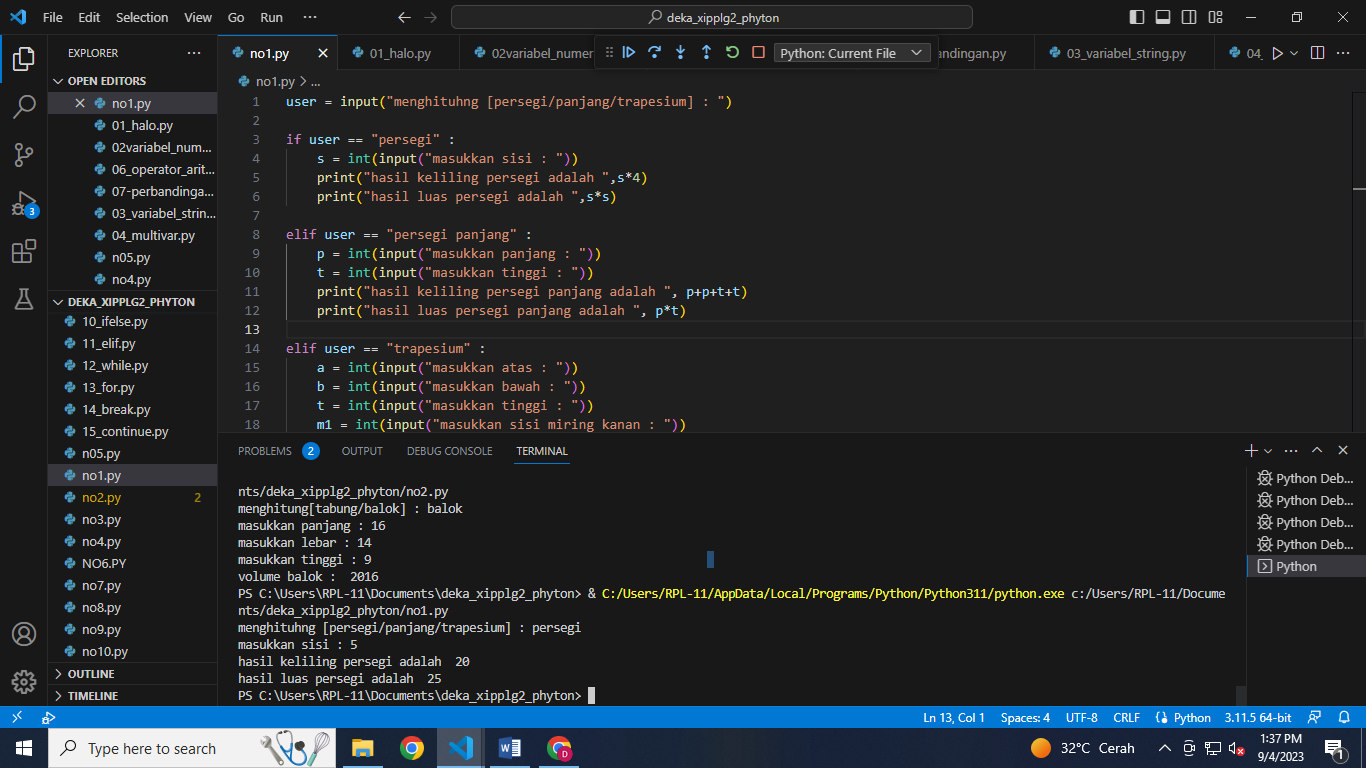 File Edit Selection View Go Run ···
deka_xipplg2_phyton
EXPLORER ···
OPEN EDITORS
no1.py
01_halo.py
02variabel_num...
06_operator_arit...
07-perbandinga...
03_variabel_strin...
04_multivar.py
n05.py
no4.py
DEKA_XIPPLG2_PHYTON
10_ifelse.py
11_elif.py
12_while.py
13_for.py
14_break.py
15_continue.py
n05.py
no1.py
no2.py 2
no3.py
no4.py
NO6.PY
no7.py
no8.py
no9.py
no10.py
OUTLINE
TIMELINE
3
no1.py 01_halo.py 02variabel_numer andingan.py 03_variabel_string.py 04_
Python: Current File
no1.py > ...
1 user = input("menghituhng [persegi/panjang/trapesium] : ")
2
3 if user == "persegi" :
4 s = int(input("masukkan sisi : "))
5 print("hasil keliling persegi adalah ",s*4)
6 print("hasil luas persegi adalah ",s*s)
7
8 elif user == "persegi panjang" :
9 p = int(input("masukkan panjang : "))
10 t = int(input("masukkan tinggi : "))
11 print("hasil keliling persegi panjang adalah ", p+p+t+t)
12 print("hasil luas persegi panjang adalah ", p*t)
13
14 elif user == "trapesium" :
15 a = int(input("masukkan atas : "))
16 b = int(input("masukkan bawah : "))
17 t = int(input("masukkan tinggi : "))
18 m1 = int(input("masukkan sisi miring kanan : "))
PROBLEMS 2 OUTPUT DEBUG CONSOLE TERMINAL
nts/deka_xipplg2_phyton/no2.py
menghitung[tabung/balok] : balok
masukkan panjang : 16
masukkan lebar : 14
masukkan tinggi : 9
volume balok :  2016
PS C:\Users\RPL-11\Documents\deka_xipplg2_phyton> & C:/Users/RPL-11/AppData/Local/Programs/Python/Python311/python.exe c:/Users/RPL-11/Docume
nts/deka_xipplg2_phyton/no1.py
menghituhng [persegi/panjang/trapesium] : persegi
masukkan sisi : 5
hasil keliling persegi adalah  20
hasil luas persegi adalah  25
PS C:\Users\RPL-11\Documents\deka_xipplg2_phyton>
Python Deb...
Python Deb...
Python Deb...
Python Deb...
Python
Ln 13, Col 1 Spaces: 4 UTF-8 CRLF Python 3.11.5 64-bit
Type here to search
32°C Cerah
1:37 PM
9/4/2023
1